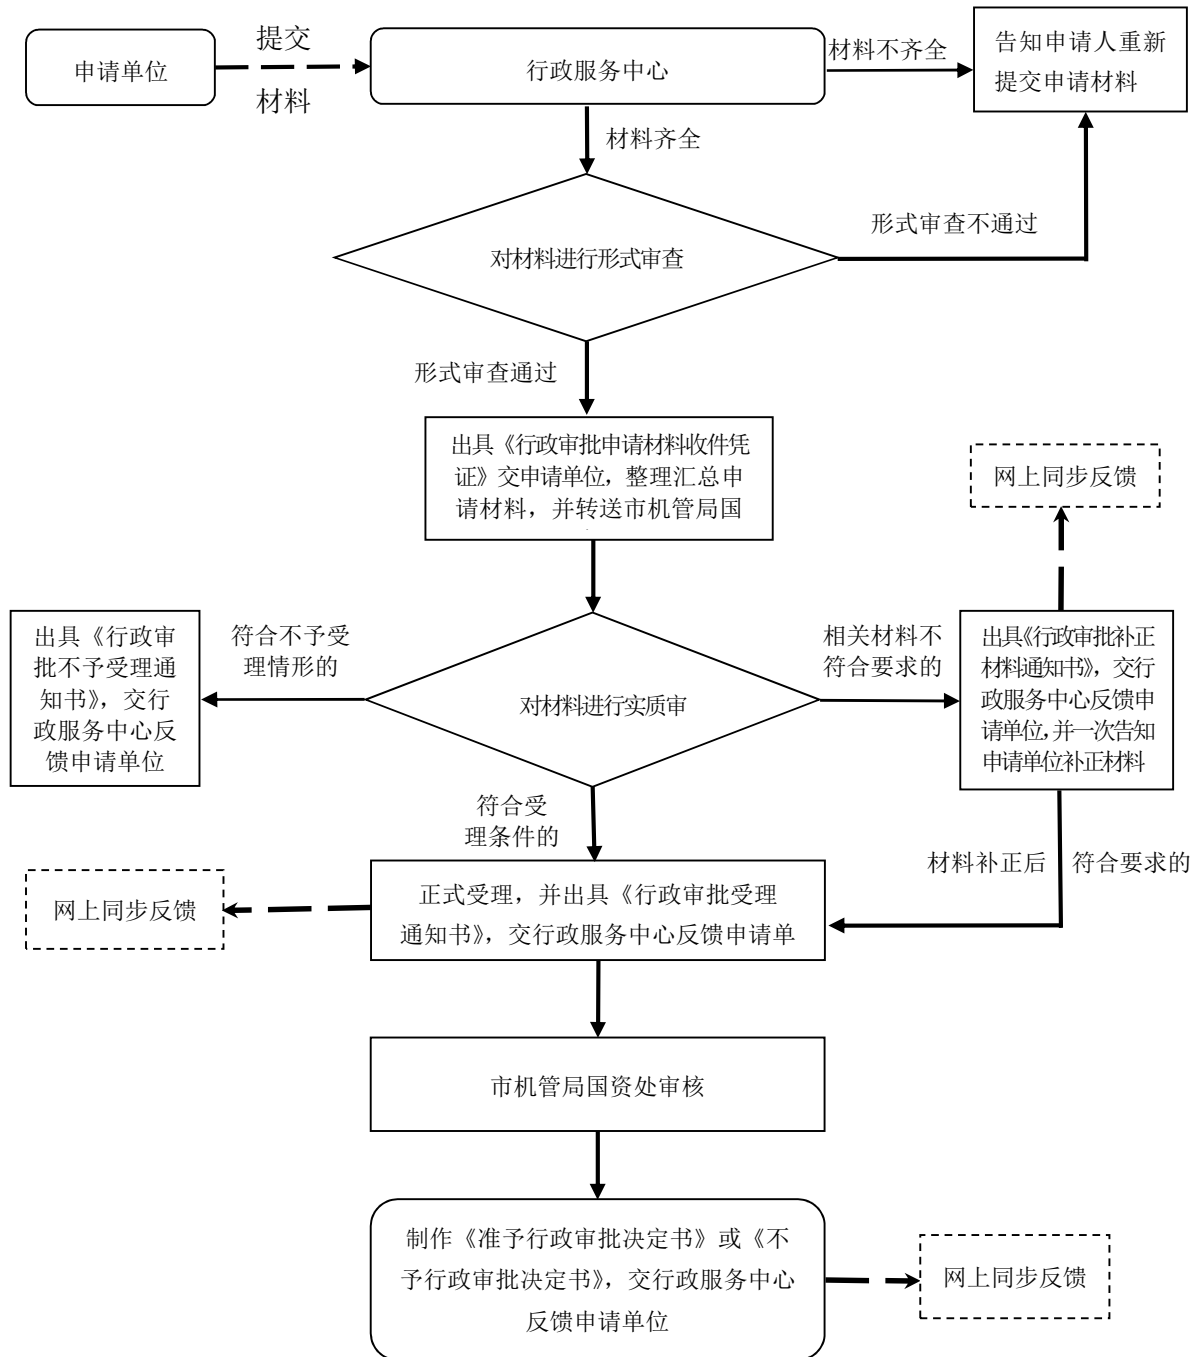 申请单位
提交
材料
行政服务中心
材料不齐全
告知申请人重新
提交申请材料
材料齐全
形式审查不通过
对材料进行形式审查
形式审查通过
出具《行政审批申请材料收件凭
证》交申请单位，整理汇总申
请材料，并转送市机管局国
网上同步反馈
出具《行政审
批不予受理通
知书》，交行
政服务中心反
馈申请单位
符合不予受
理情形的
对材料进行实质审
相关材料不
符合要求的
出具《行政审批补正
材料通知书》，交行
政服务中心反馈申
请单位，并一次告知
申请单位补正材料
符合受
理条件的
材料补正后
符合要求的
网上同步反馈
正式受理，并出具《行政审批受理
通知书》，交行政服务中心反馈申请单
市机管局国资处审核
制作《准予行政审批决定书》或《不
予行政审批决定书》，交行政服务中心
反馈申请单位
网上同步反馈